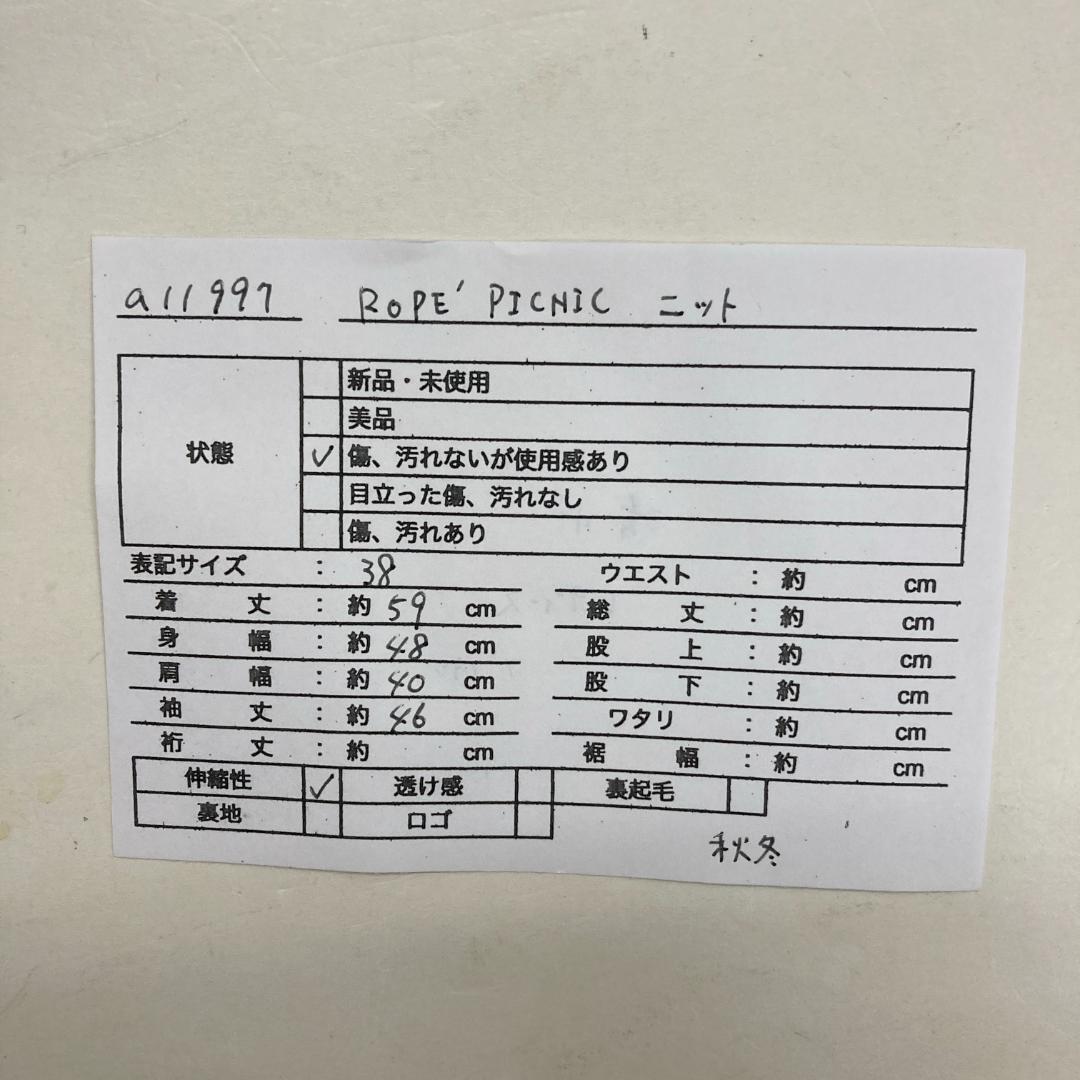 a11997 ROPE' PICNIC ニット
新品・未使用
美品
状態 ✓ 傷、汚れないが使用感あり
目立った傷、汚れなし
傷、汚れあり
表記サイズ : 38 ウエスト : 約 cm
着丈 : 約 59 cm 総丈 : 約 cm
身幅 : 約 48 cm 股上 : 約 cm
肩幅 : 約 40 cm 股下 : 約 cm
袖丈 : 約 46 cm ワタリ : 約 cm
裄丈 : 約 cm 裾幅 : 約 cm
伸縮性 ✓ 透け感 裏起毛
裏地 ロゴ
秋冬